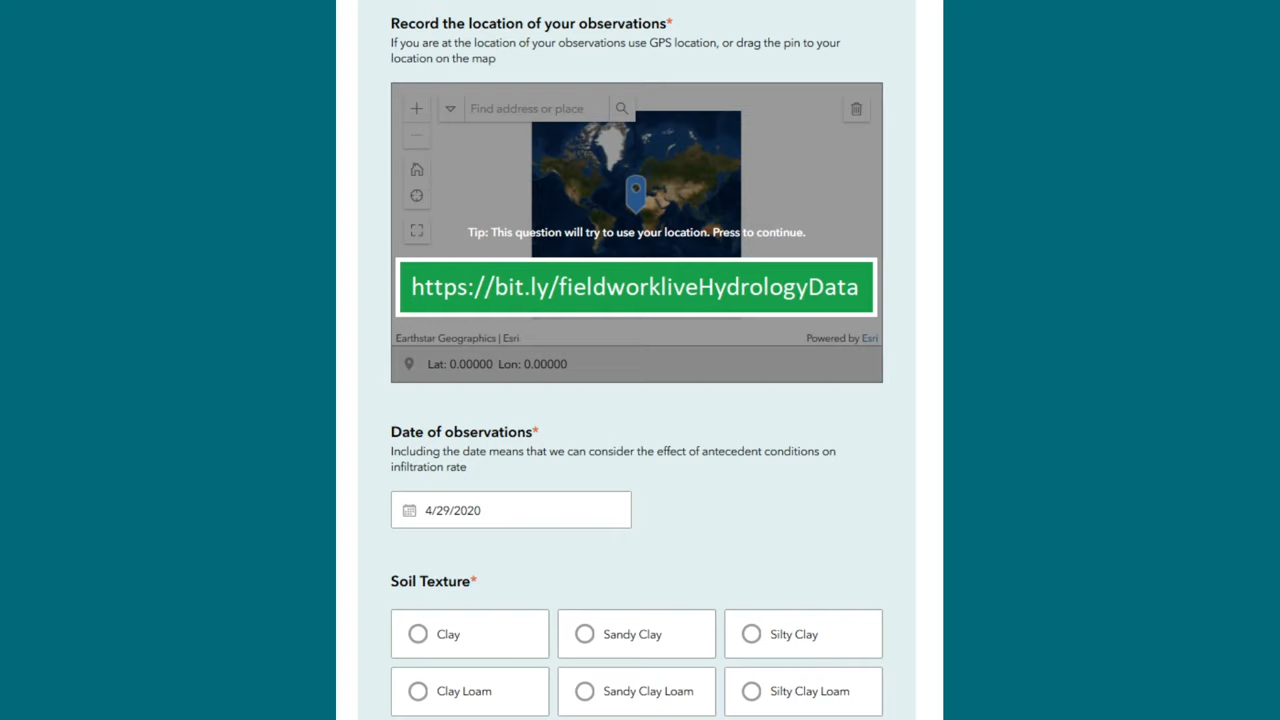 Record the location of your observations*
If you are at the location of your observations use GPS location, or drag the pin to your
location on the map
Find address or place
Tip: This question will try to use your location. Press to continue.
https://bit.ly/fieldworkliveHydrologyData
Earthstar Geographics | Esri
Powered by Esri
Lat: 0.00000 Lon: 0.00000
Date of observations*
Including the date means that we can consider the effect of antecedent conditions on
infiltration rate
4/29/2020
Soil Texture*
Clay
Sandy Clay
Silty Clay
Clay Loam
Sandy Clay Loam
Silty Clay Loam